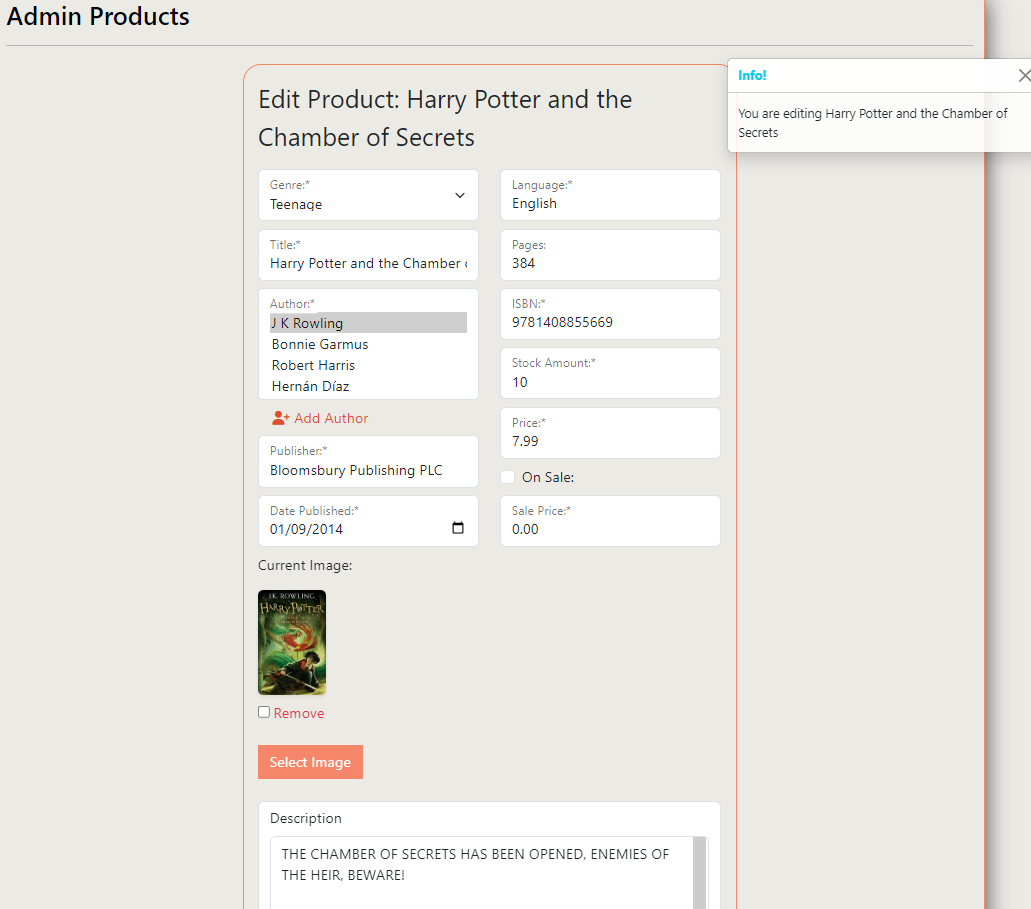 Admin Products
Info!
You are editing Harry Potter and the Chamber of
Secrets
Edit Product: Harry Potter and the
Chamber of Secrets
Genre:*
Teenage
Language:*
English
Title:*
Harry Potter and the Chamber
Pages:
384
Author:*
J K Rowling
Bonnie Garmus
Robert Harris
Hernán Díaz
ISBN:*
9781408855669
Stock Amount:*
10
Add Author
Price:*
7.99
Publisher:*
Bloomsbury Publishing PLC
On Sale:
Date Published:*
01/09/2014
Sale Price:*
0.00
Current Image:
J.K. ROWLING
HARRY POTTER
Remove
Select Image
Description
THE CHAMBER OF SECRETS HAS BEEN OPENED, ENEMIES OF
THE HEIR, BEWARE!